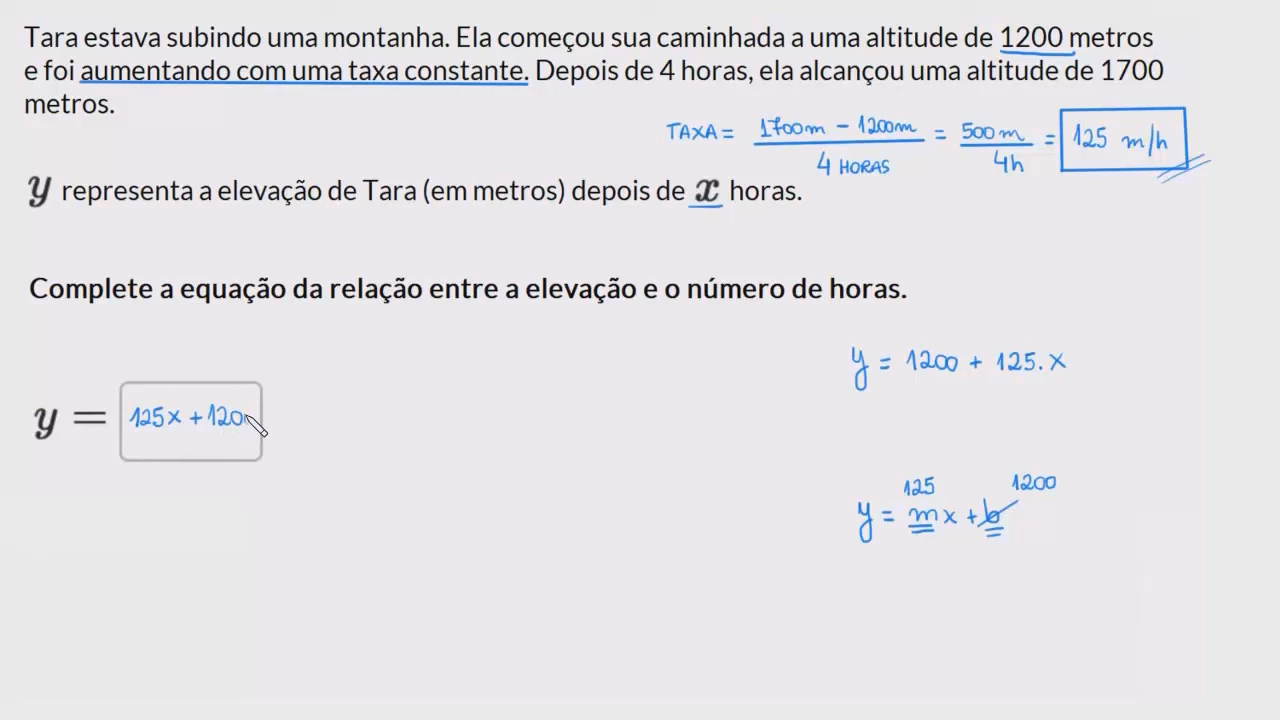 Tara estava subindo uma montanha. Ela começou sua caminhada a uma altitude de 1200 metros
e foi aumentando com uma taxa constante. Depois de 4 horas, ela alcançou uma altitude de 1700
metros.
TAXA = 1700m - 1200m / 4 HORAS = 500m / 4h = 125 m/h
y representa a elevação de Tara (em metros) depois de x horas.
Complete a equação da relação entre a elevação e o número de horas.
y = 1200 + 125.x
y = 125x + 120
125 1200
y = mx + b